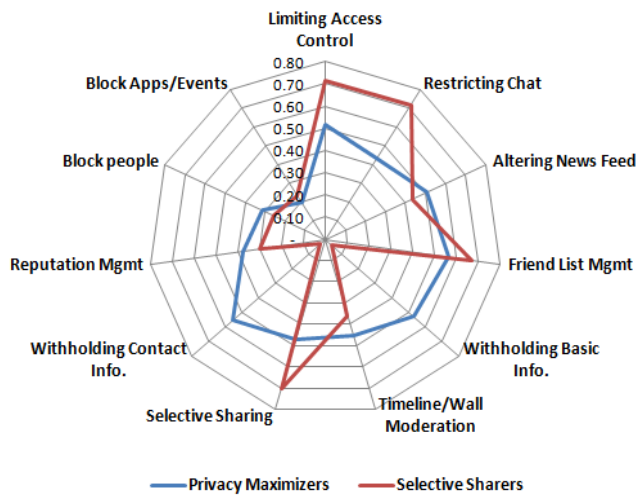 Limiting Access
Control
0.80
0.70
0.60
0.50
0.40
0.30
0.20
0.10
-
Restricting Chat
Altering News Feed
Friend List Mgmt
Withholding Basic
Info.
Timeline/Wall
Moderation
Selective Sharing
Withholding Contact
Info.
Reputation Mgmt
Block people
Block Apps/Events
Privacy Maximizers
Selective Sharers